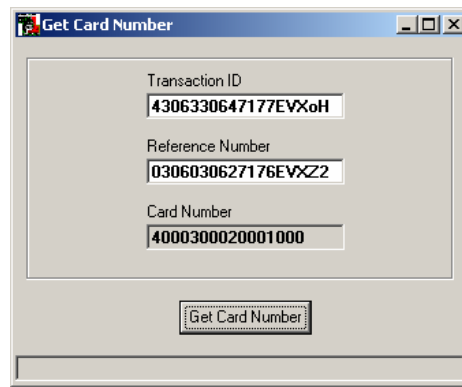 Get Card Number
Transaction ID
4306330647177EVXoH
Reference Number
0306030627176EVXZ2
Card Number
4000300020001000
Get Card Number